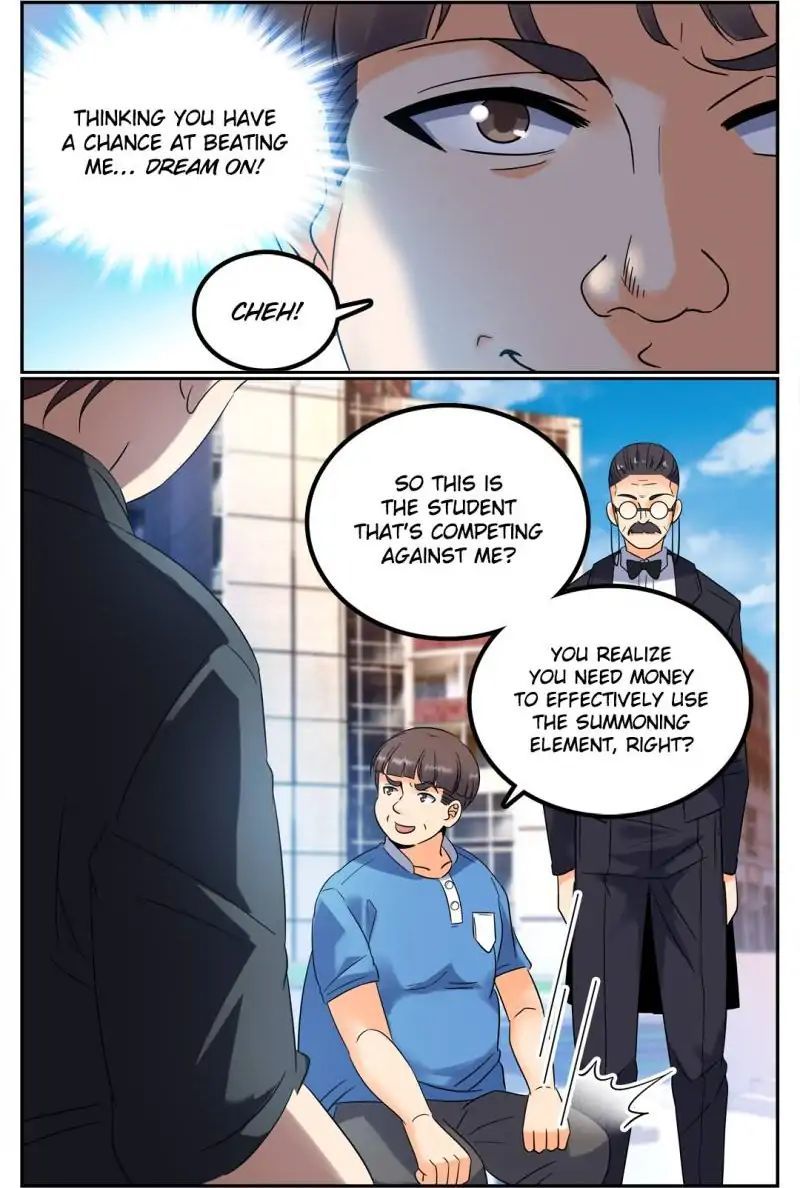 THINKING YOU HAVE
A CHANCE AT BEATING
ME... DREAM ON!
CHEH!
SO THIS IS
THE STUDENT
THAT'S COMPETING
AGAINST ME?
YOU REALIZE
YOU NEED MONEY
TO EFFECTIVELY USE
THE SUMMONING
ELEMENT, RIGHT?